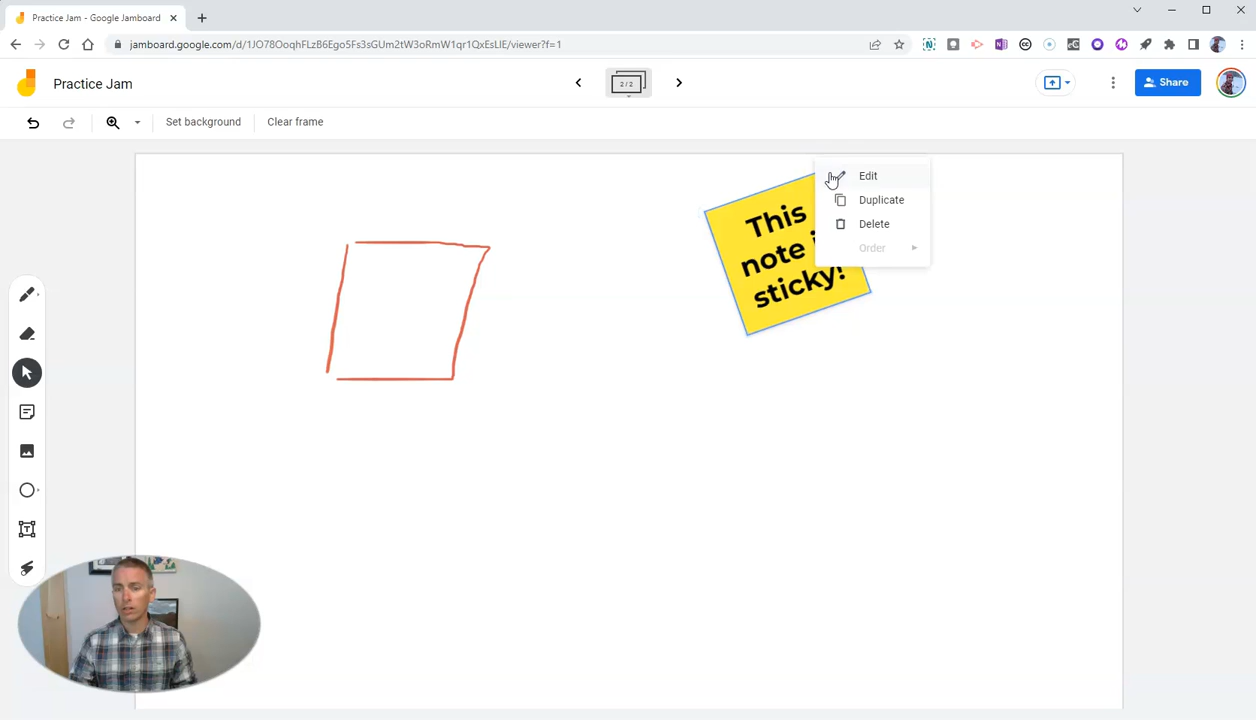 Practice Jam - Google Jamboard
jamboard.google.com/d/1JO78OoqhFLzB6Ego5Fs3sGUm2tW3oRmW1qr1QxEsLlE/viewer?f=1
Practice Jam
2 / 2
Share
Set background
Clear frame
This
note i
sticky!
Edit
Duplicate
Delete
Order